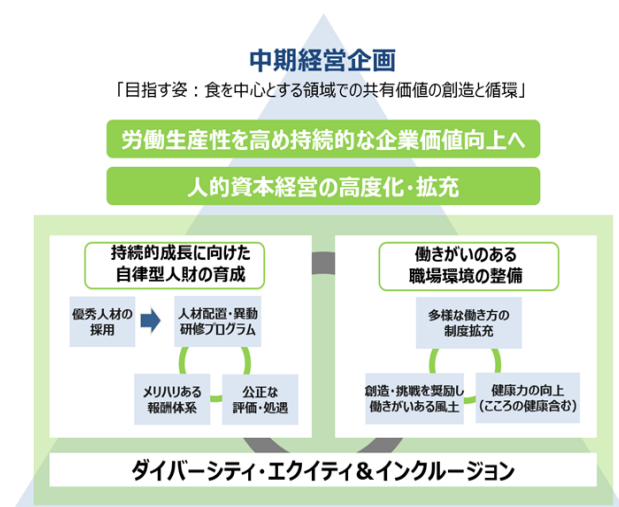 中期経営企画
「目指す姿：食を中心とする領域での共有価値の創造と循環」
労働生産性を高め持続的な企業価値向上へ
人的資本経営の高度化・拡充
持続的成長に向けた
自律型人財の育成
優秀人材の
採用
人材配置・異動
研修プログラム
メリハリある
報酬体系
公正な
評価・処遇
働きがいのある
職場環境の整備
多様な働き方の
制度拡充
創造・挑戦を奨励し
働きがいある風土
健康力の向上
(こころの健康含む)
ダイバーシティ・エクイティ＆インクルージョン